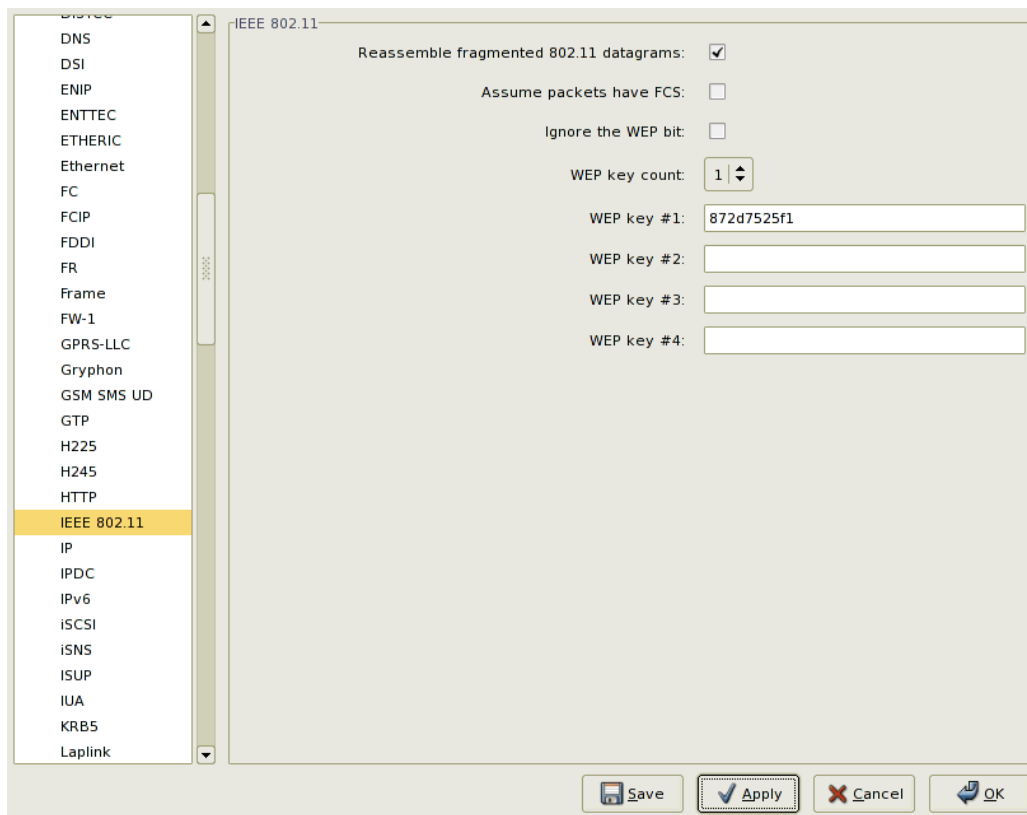 DNS
DSI
ENIP
ENTTEC
ETHERIC
Ethernet
FC
FCIP
FDDI
FR
Frame
FW-1
GPRS-LLC
Gryphon
GSM SMS UD
GTP
H225
H245
HTTP
IEEE 802.11
IP
IPDC
IPv6
iSCSI
iSNS
ISUP
IUA
KRB5
Laplink
IEEE 802.11
Reassemble fragmented 802.11 datagrams:
Assume packets have FCS:
Ignore the WEP bit:
WEP key count: 1
WEP key #1: 872d7525f1
WEP key #2:
WEP key #3:
WEP key #4:
Save Apply Cancel OK